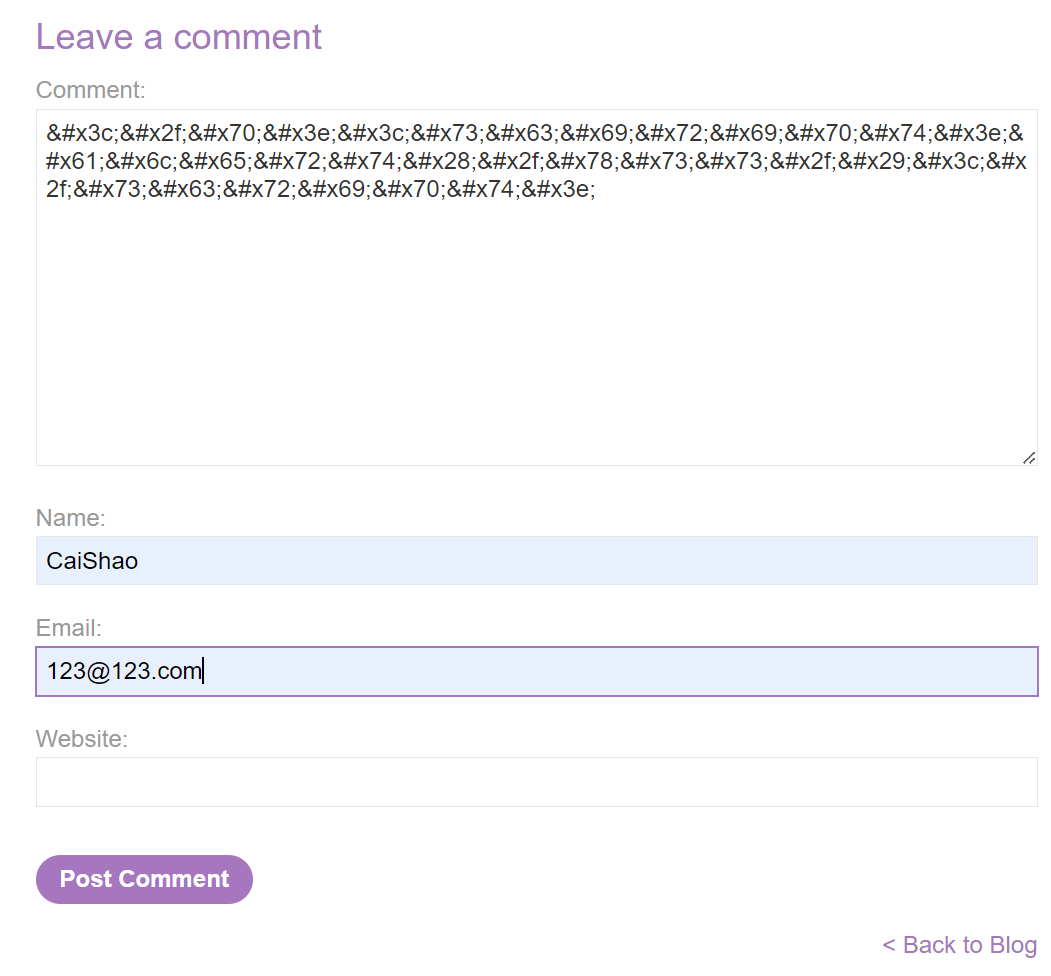 Leave a comment
Comment:
&#x3c;&#x2f;&#x70;&#x3e;&#x3c;&#x73;&#x63;&#x69;&#x72;&#x69;&#x70;&#x74;&#x3e;&
#x61;&#x6c;&#x65;&#x72;&#x74;&#x28;&#x2f;&#x78;&#x73;&#x73;&#x2f;&#x29;&#x3c;&#x
2f;&#x73;&#x63;&#x72;&#x69;&#x70;&#x74;&#x3e;
Name:
CaiShao
Email:
123@123.com
Website:
Post Comment
< Back to Blog